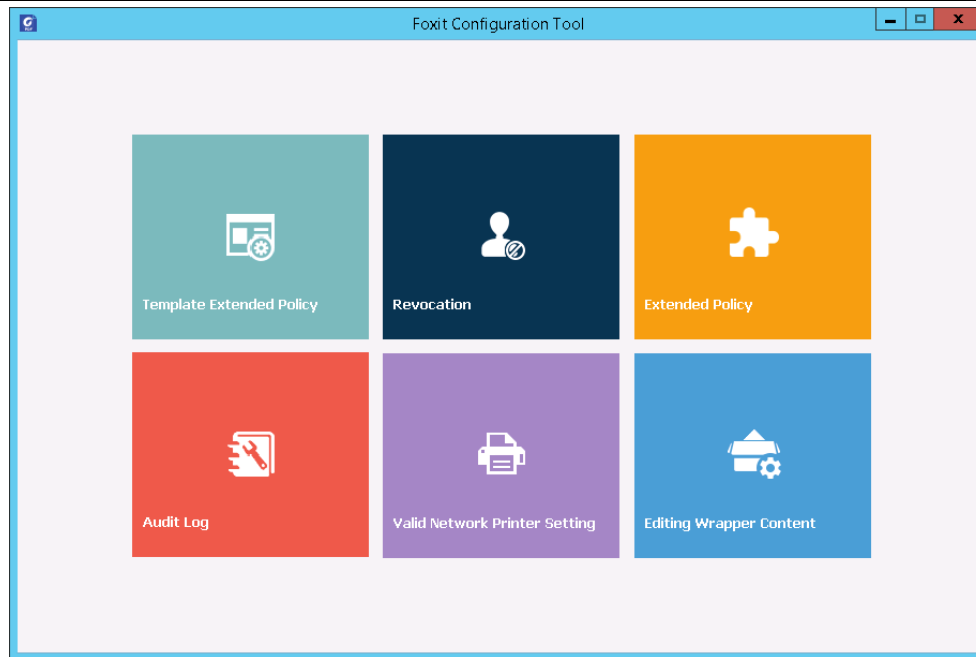 Foxit Configuration Tool
Template Extended Policy
Revocation
Extended Policy
Audit Log
Valid Network Printer Setting
Editing Wrapper Content